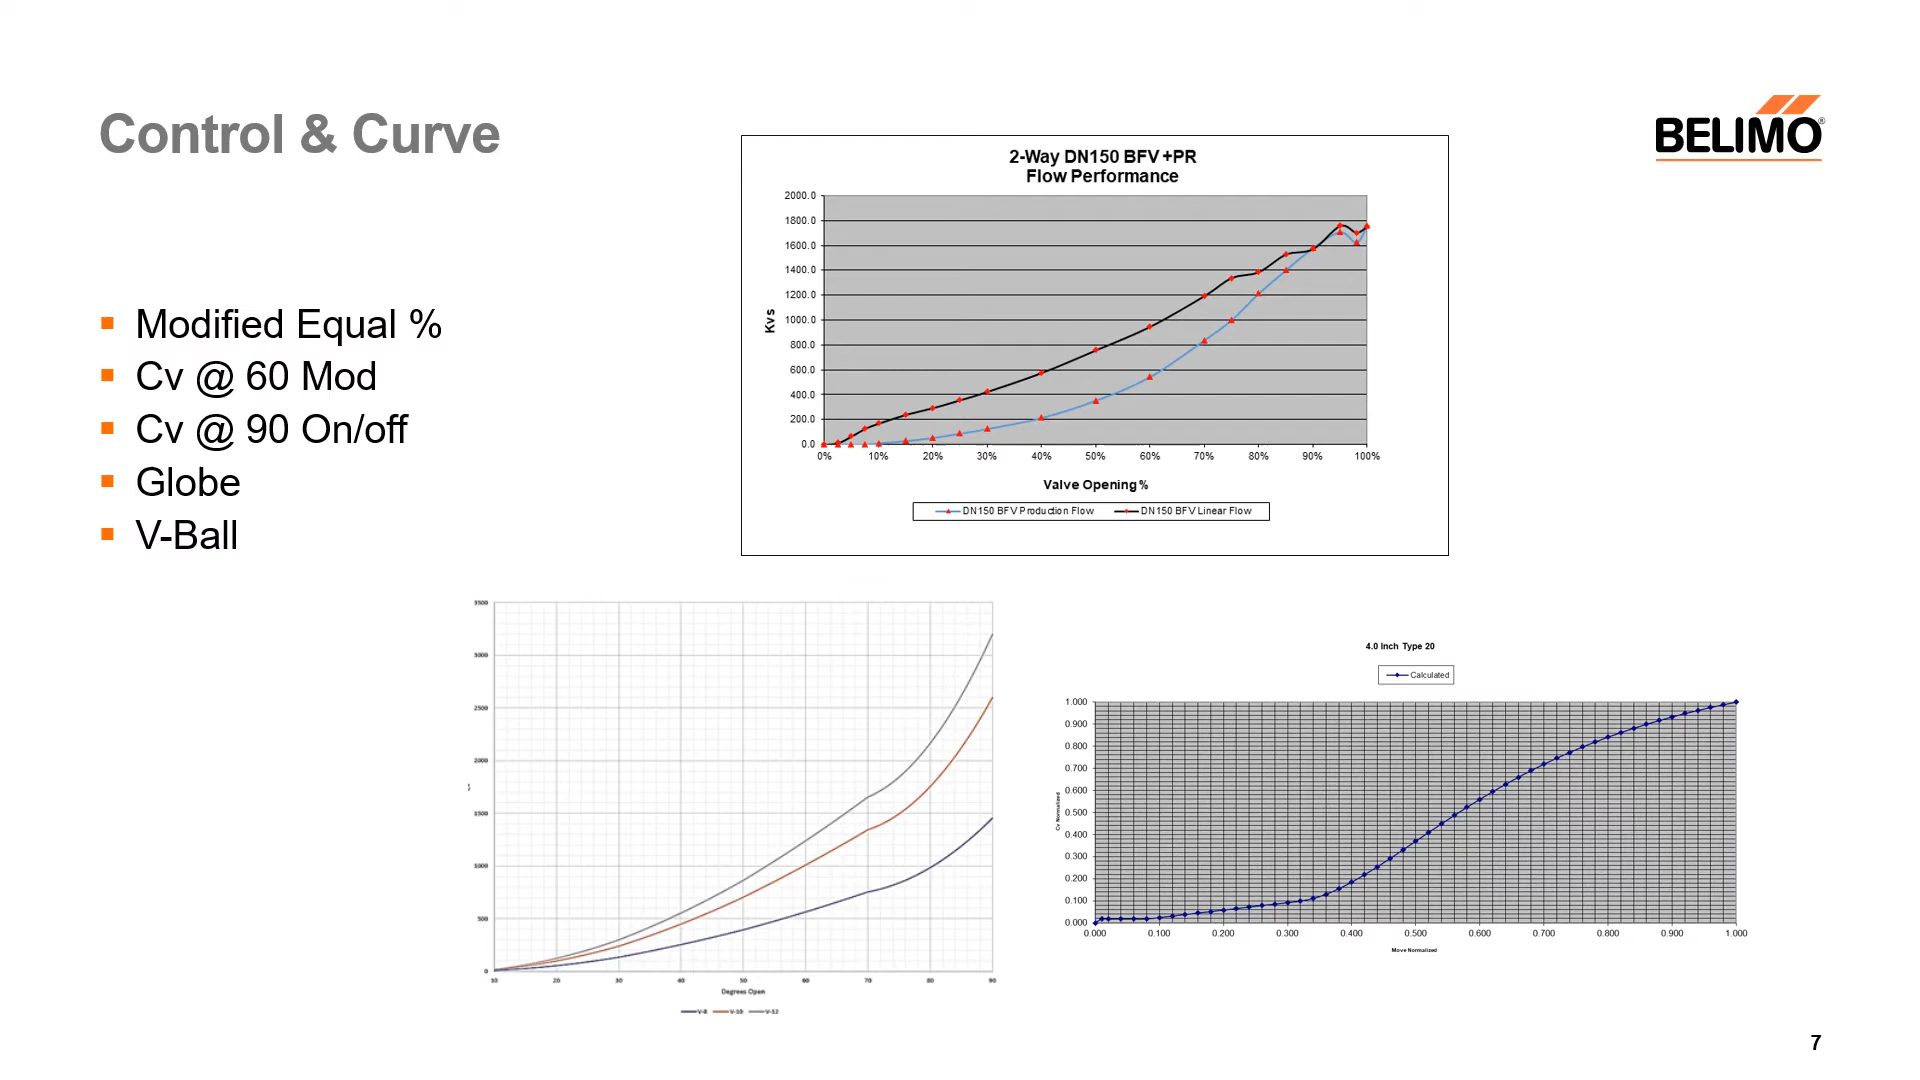 Control & Curve
BELIMO®
Modified Equal %
Cv @ 60 Mod
Cv @ 90 On/off
Globe
V-Ball
2-Way DN150 BFV +PR
Flow Performance
2000.0
1800.0
1600.0
1400.0
1200.0
1000.0
800.0
600.0
400.0
200.0
0.0
Kvs
0% 10% 20% 30% 40% 50% 60% 70% 80% 90% 100%
Valve Opening %
DN150 BFV Production Flow DN150 BFV Linear Flow
3500
3000
2500
2000
1500
1000
500
0
10 20 30 40 50 60 70 80 90
Degrees Open
V-8 V-10 V-12
4.0 Inch Type 20
Calculated
1.000
0.900
0.800
0.700
0.600
0.500
0.400
0.300
0.200
0.100
0.000
Cv Normalized
0.000 0.100 0.200 0.300 0.400 0.500 0.600 0.700 0.800 0.900 1.000
Move Normalized
7